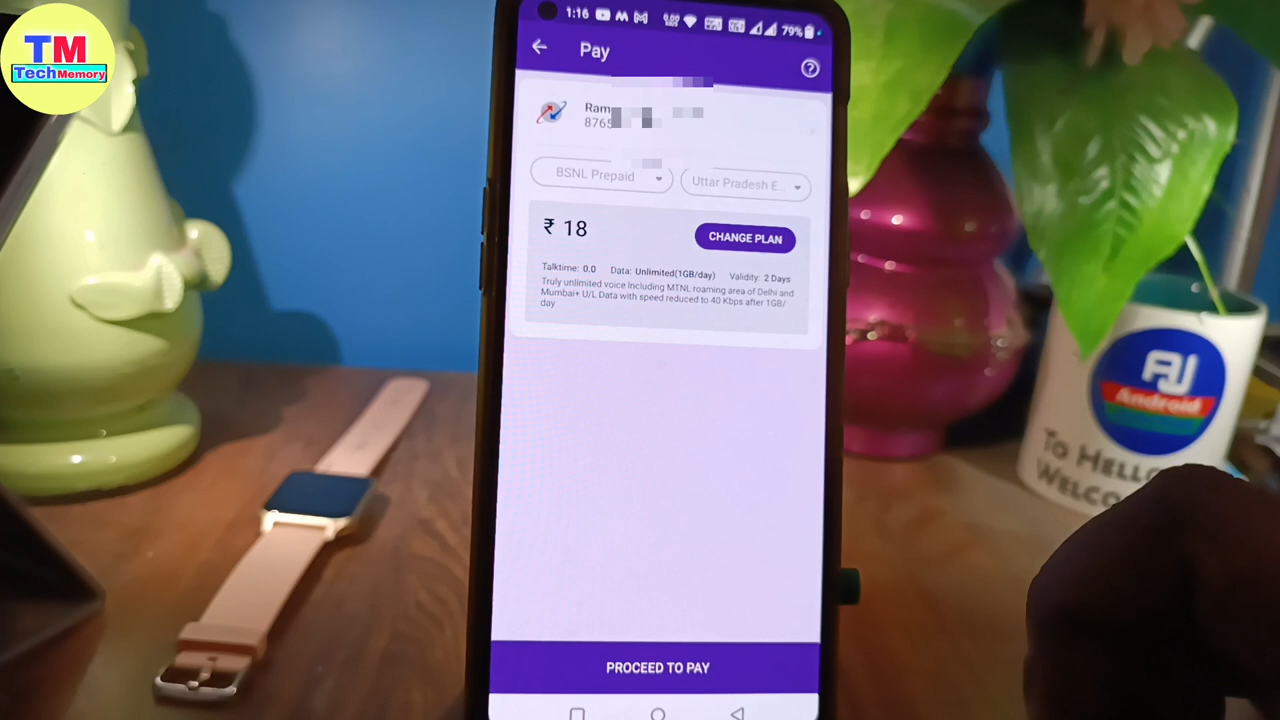 TM
TechMemory
1:16
79%
Pay
Ram
8765
BSNL Prepaid
Uttar Pradesh E...
₹ 18
CHANGE PLAN
Talktime: 0.0 Data: Unlimited(1GB/day) Validity: 2 Days
Truly unlimited voice Including MTNL roaming area of Delhi and
Mumbai+ U/L Data with speed reduced to 40 Kbps after 1GB/
day
PROCEED TO PAY
AJ
Android
TO HELLO
WELCO